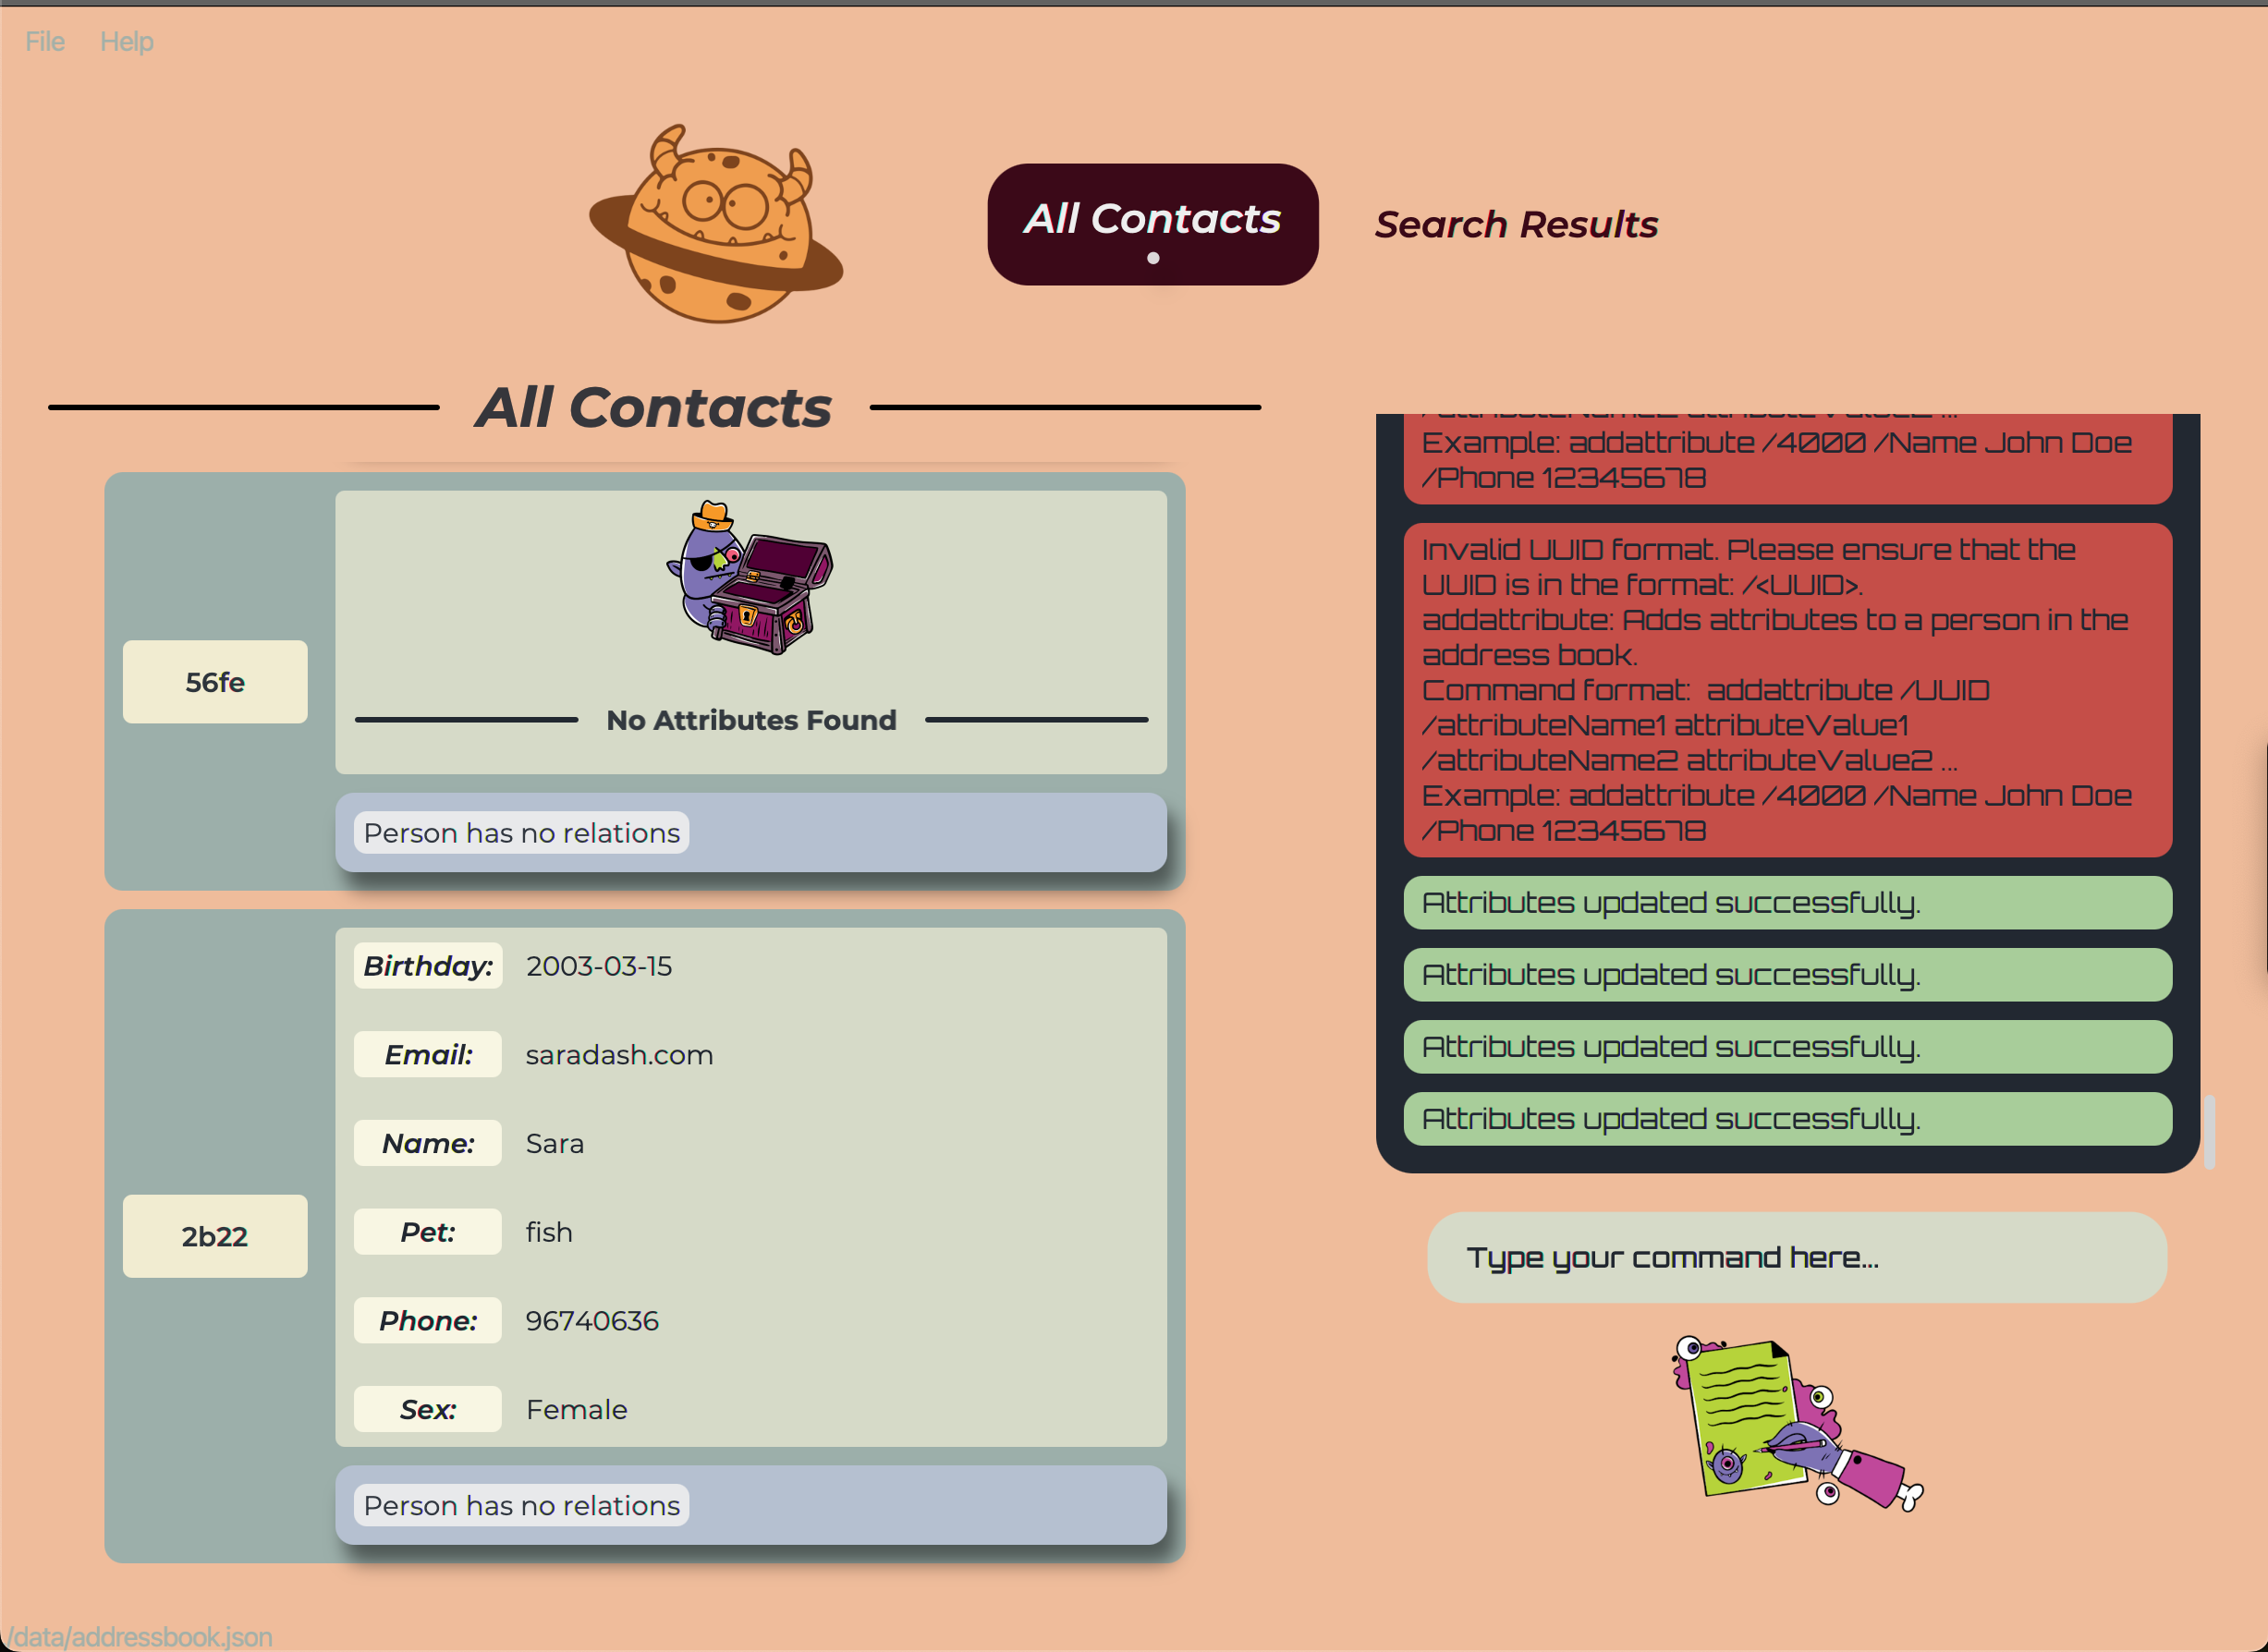 File Help
All Contacts
Search Results
All Contacts
56fe
No Attributes Found
Person has no relations
2b22
Birthday: 2003-03-15
Email: saradash.com
Name: Sara
Pet: fish
Phone: 96740636
Sex: Female
Person has no relations
/attributeName2 attributeValue2 ...
Example: addattribute /4000 /Name John Doe
/Phone 12345678
Invalid UUID format. Please ensure that the
UUID is in the format: /<UUID>.
addattribute: Adds attributes to a person in the
address book.
Command format: addattribute /UUID
/attributeName1 attributeValue1
/attributeName2 attributeValue2 ...
Example: addattribute /4000 /Name John Doe
/Phone 12345678
Attributes updated successfully.
Attributes updated successfully.
Attributes updated successfully.
Attributes updated successfully.
Type your command here...
/data/addressbook.json